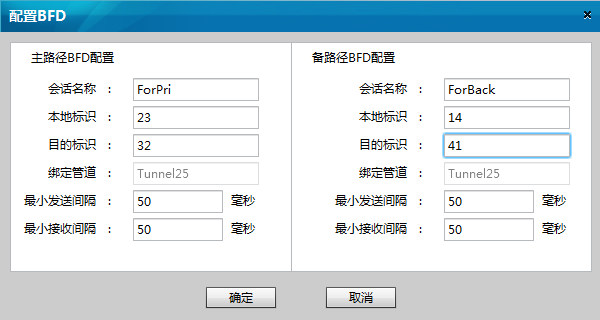 配置BFD
主路径BFD配置
会话名称 : ForPri
本地标识 : 23
目的标识 : 32
绑定管道 : Tunnel25
最小发送间隔 : 50 毫秒
最小接收间隔 : 50 毫秒
备路径BFD配置
会话名称 : ForBack
本地标识 : 14
目的标识 : 41
绑定管道 : Tunnel25
最小发送间隔 : 50 毫秒
最小接收间隔 : 50 毫秒
确定
取消